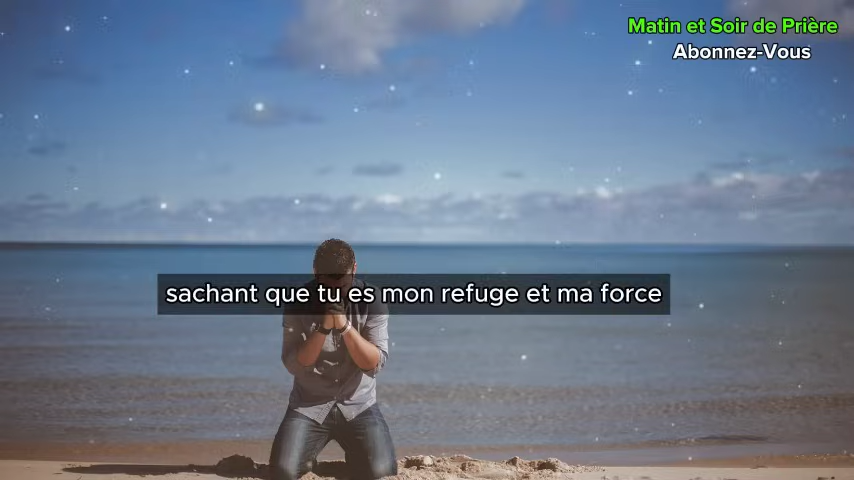 Matin et Soir de Prière
Abonnez-Vous
sachant que tu es mon refuge et ma force